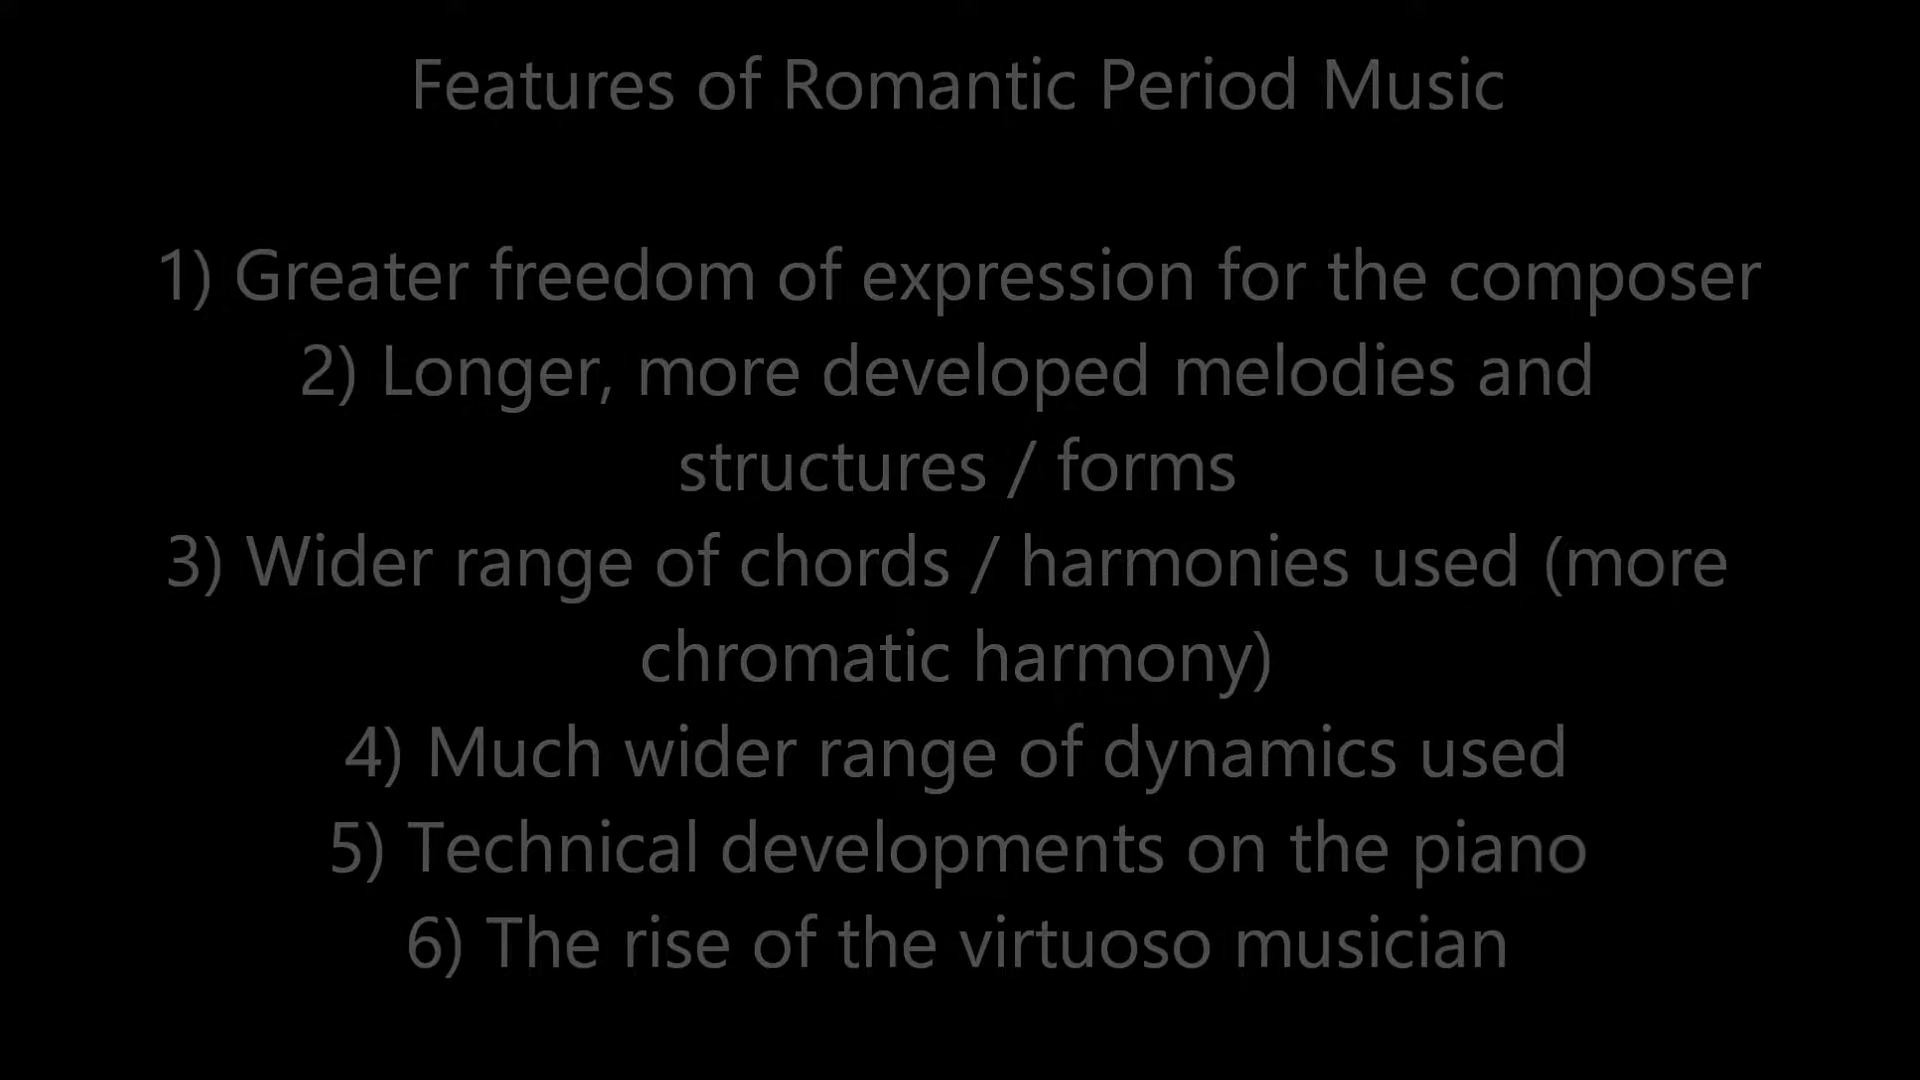 Features of Romantic Period Music
1) Greater freedom of expression for the composer
2) Longer, more developed melodies and
structures / forms
3) Wider range of chords / harmonies used (more
chromatic harmony)
4) Much wider range of dynamics used
5) Technical developments on the piano
6) The rise of the virtuoso musician